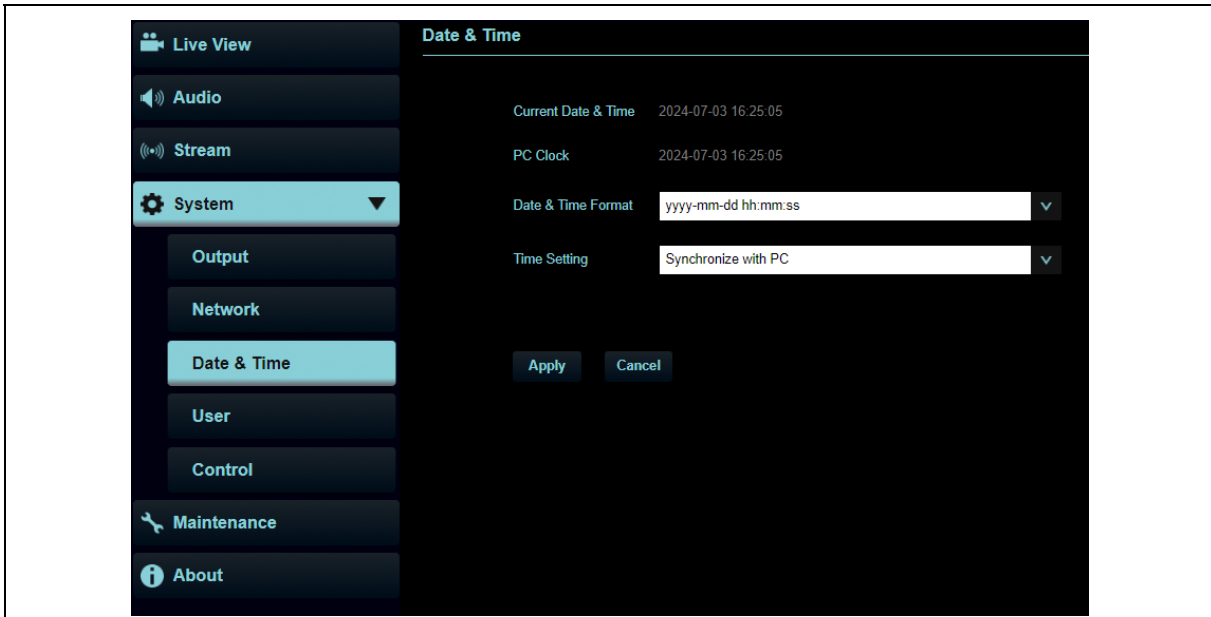 Live View
Audio
Stream
System
Output
Network
Date & Time
User
Control
Maintenance
About
Date & Time
Current Date & Time 2024-07-03 16:25:05
PC Clock 2024-07-03 16:25:05
Date & Time Format yyyy-mm-dd hh:mm:ss
Time Setting Synchronize with PC
Apply Cancel